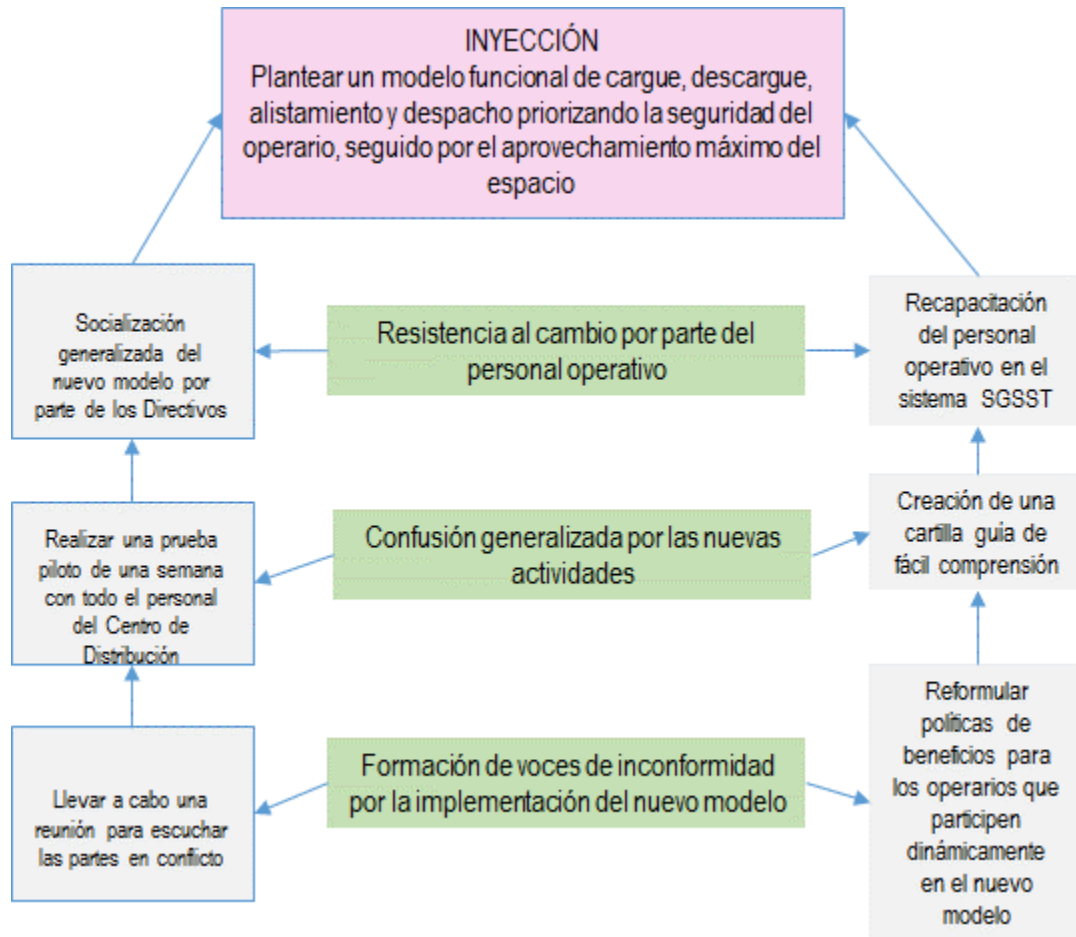 INYECCIÓN
Plantear un modelo funcional de cargue, descargue,
alistamiento y despacho priorizando la seguridad del
operario, seguido por el aprovechamiento máximo del
espacio
Socialización
generalizada del
nuevo modelo por
parte de los Directivos
Resistencia al cambio por parte del
personal operativo
Recapacitación
del personal
operativo en el
sistema SGSST
Realizar una prueba
piloto de una semana
con todo el personal
del Centro de
Distribución
Confusión generalizada por las nuevas
actividades
Creación de una
cartilla guía de
fácil comprensión
Llevar a cabo una
reunión para escuchar
las partes en conflicto
Formación de voces de inconformidad
por la implementación del nuevo modelo
Reformular
políticas de
beneficios para
los operarios que
participen
dinámicamente
en el nuevo
modelo